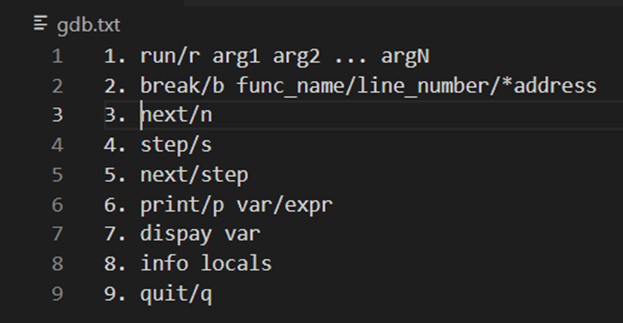 gdb.txt
1 1. run/r arg1 arg2 ... argN
2 2. break/b func_name/line_number/*address
3 3. next/n
4 4. step/s
5 5. next/step
6 6. print/p var/expr
7 7. dispay var
8 8. info locals
9 9. quit/q